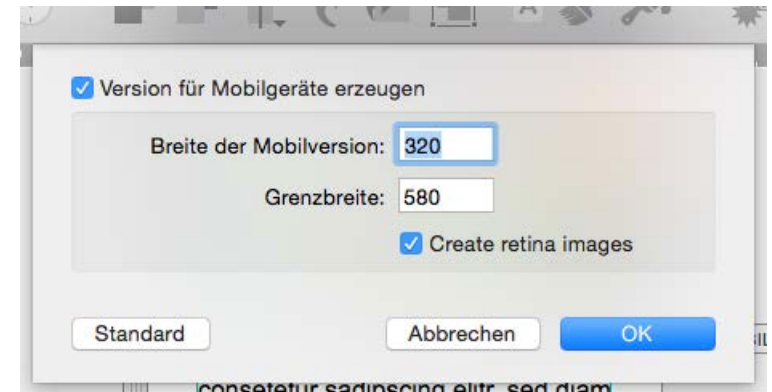 Version für Mobilgeräte erzeugen
Breite der Mobilversion: 320
Grenzbreite: 580
Create retina images
Standard Abbrechen OK
consetetur sadipscing elitr, sed diam